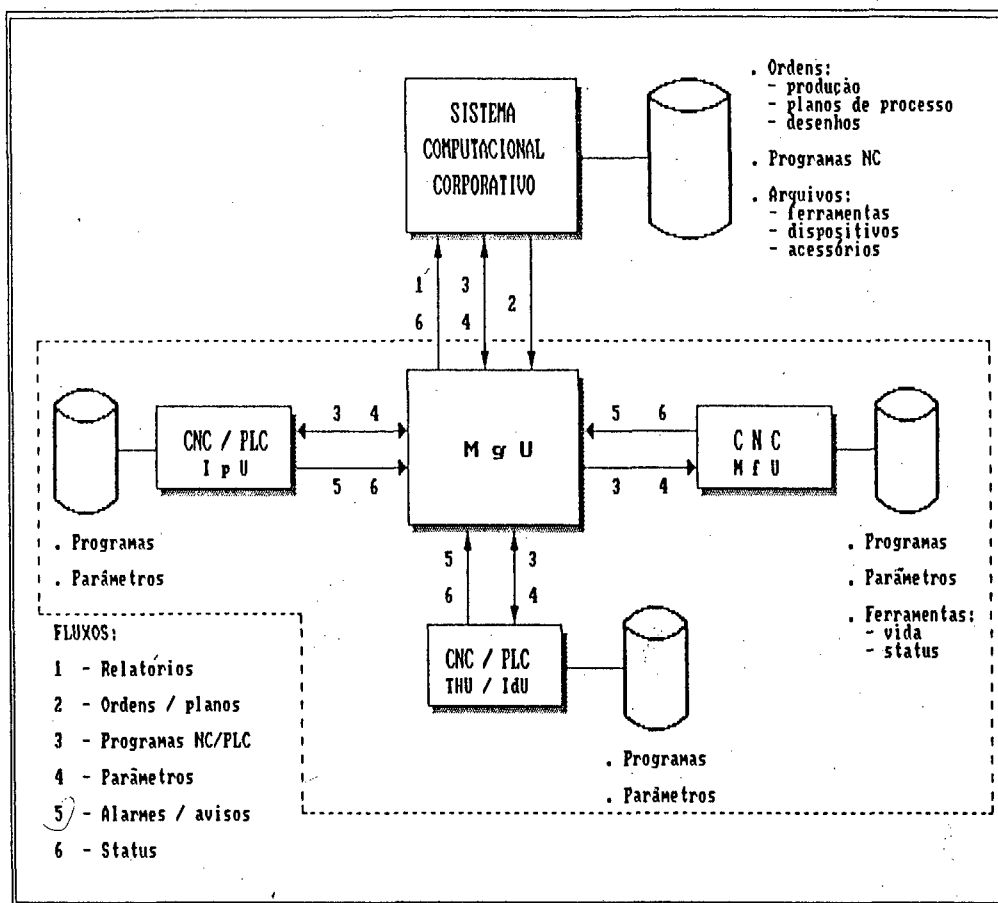 SISTEMA
COMPUTACIONAL
CORPORATIVO
. Ordens:
- produção
- planos de processo
- desenhos
. Programas NC
. Arquivos:
- ferramentas
- dispositivos
- acessórios
1 3 2
6 4
CNC / PLC
I p U
3 4
5 6
M g U
5 6
3 4
C N C
M f U
. Programas
. Parâmetros
5 3
6 4
. Programas
. Parâmetros
. Ferramentas:
- vida
- status
CNC / PLC
THU / IdU
. Programas
. Parâmetros
FLUXOS:
1 - Relatórios
2 - Ordens / planos
3 - Programas NC/PLC
4 - Parâmetros
5 - Alarmes / avisos
6 - Status